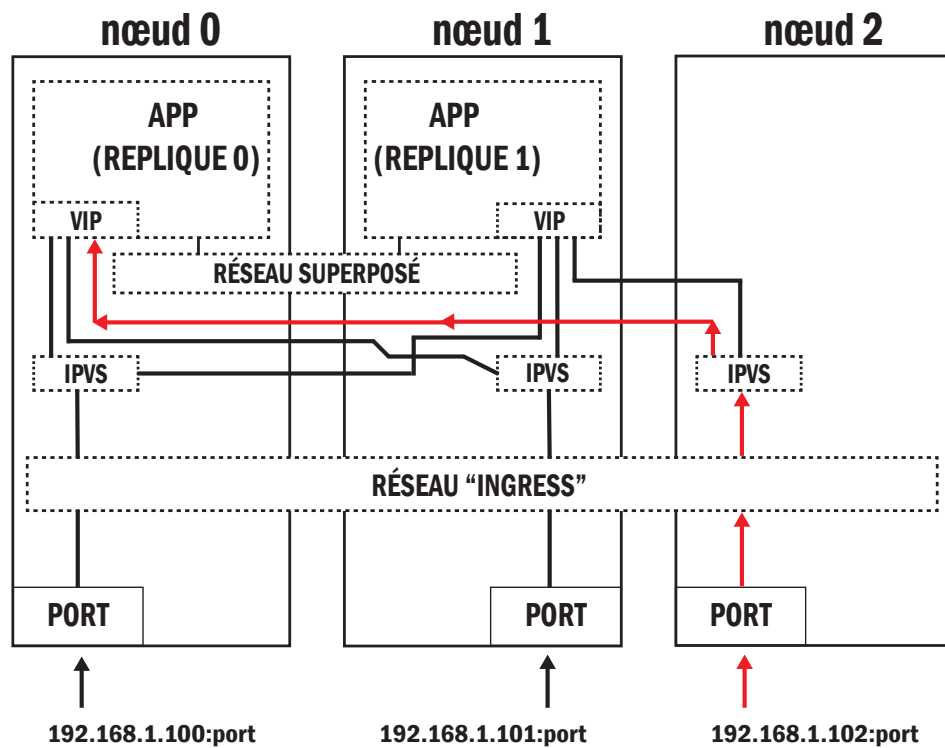 nœud 0
nœud 1
nœud 2
APP
(REPLIQUE 0)
APP
(REPLIQUE 1)
VIP
VIP
RÉSEAU SUPERPOSÉ
IPVS
IPVS
IPVS
RÉSEAU “INGRESS”
PORT
PORT
PORT
192.168.1.100:port
192.168.1.101:port
192.168.1.102:port